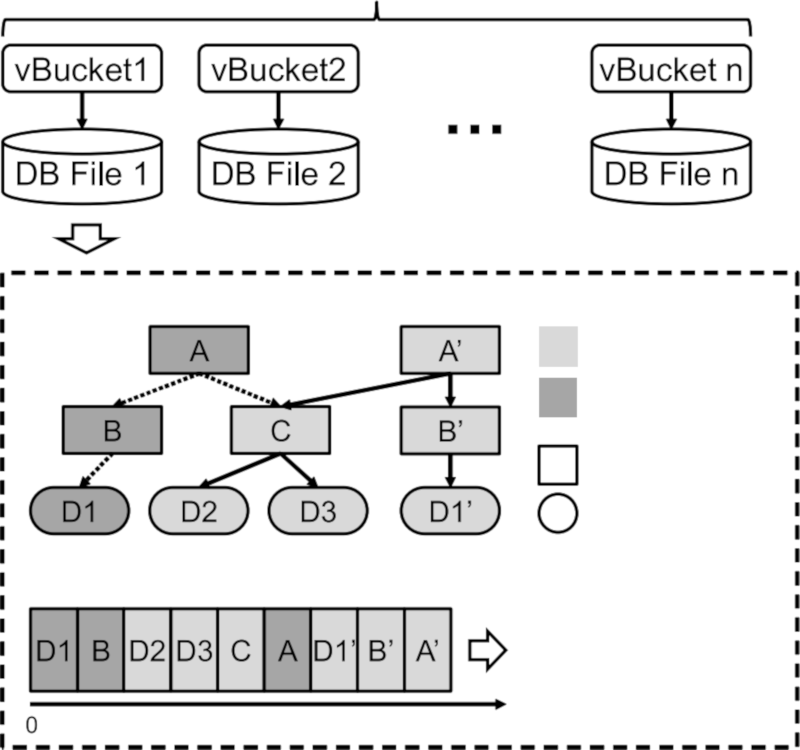 vBucket1 vBucket2 vBucket n
...
DB File 1 DB File 2 DB File n
A A’
B C B’
D1 D2 D3 D1’
D1 B D2 D3 C A D1’ B’ A’
0